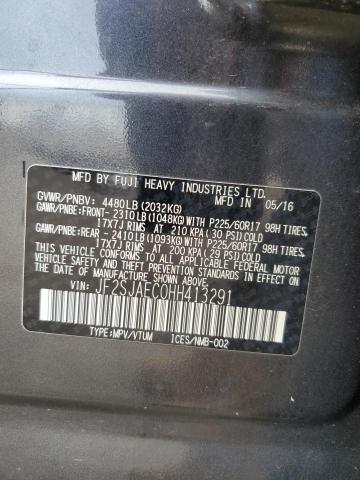 MFD BY FUJI HEAVY INDUSTRIES LTD.
MFD IN 05/16
GVWR/PNBV: 4480LB(2032KG)
GAWR/PNBE:FRONT-2310LB(1048KG)WITH P225/60R17 98H TIRES
17X7J RIMS AT 210 KPA(30 PSI)COLD
GAWR/PNBE:REAR-2410LB(1093KG)WITH P225/60R17 98H TIRES
17X7J RIMS AT 200 KPA(29 PSI)COLD
THIS VEHICLE CONFORMS TO ALL APPLICABLE FEDERAL
MOTOR VEHICLE SAFETY STANDARDS IN EFFECT ON THE
DATE OF MANUFACTURE SHOWN ABOVE.
VIN: JF2SJAEC0HH413291
TYPE:MPV/VTUM ICES/NMB-002